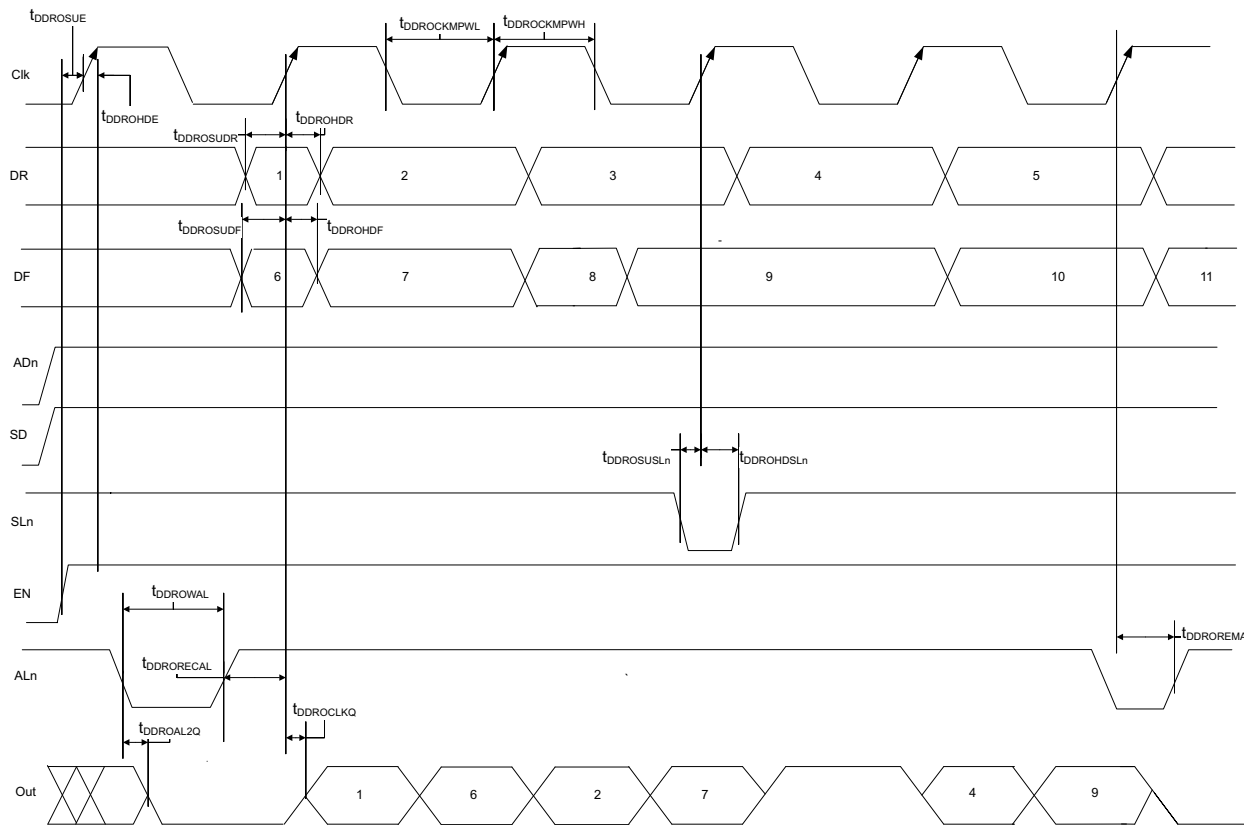 tDDROSUE
tDDROCKMPWL
tDDROCKMPWH
Clk
tDDROHDE
tDDROSUDR
tDDROHDR
DR
1
2
3
4
5
tDDROSUDF
tDDROHDF
DF
6
7
8
9
10
11
ADn
SD
tDDROSUSLn
tDDROHDSLn
SLn
EN
tDDROWAL
tDDROREMA
tDDRORECAL
ALn
tDDROCLKQ
tDDROAL2Q
Out
1
6
2
7
4
9